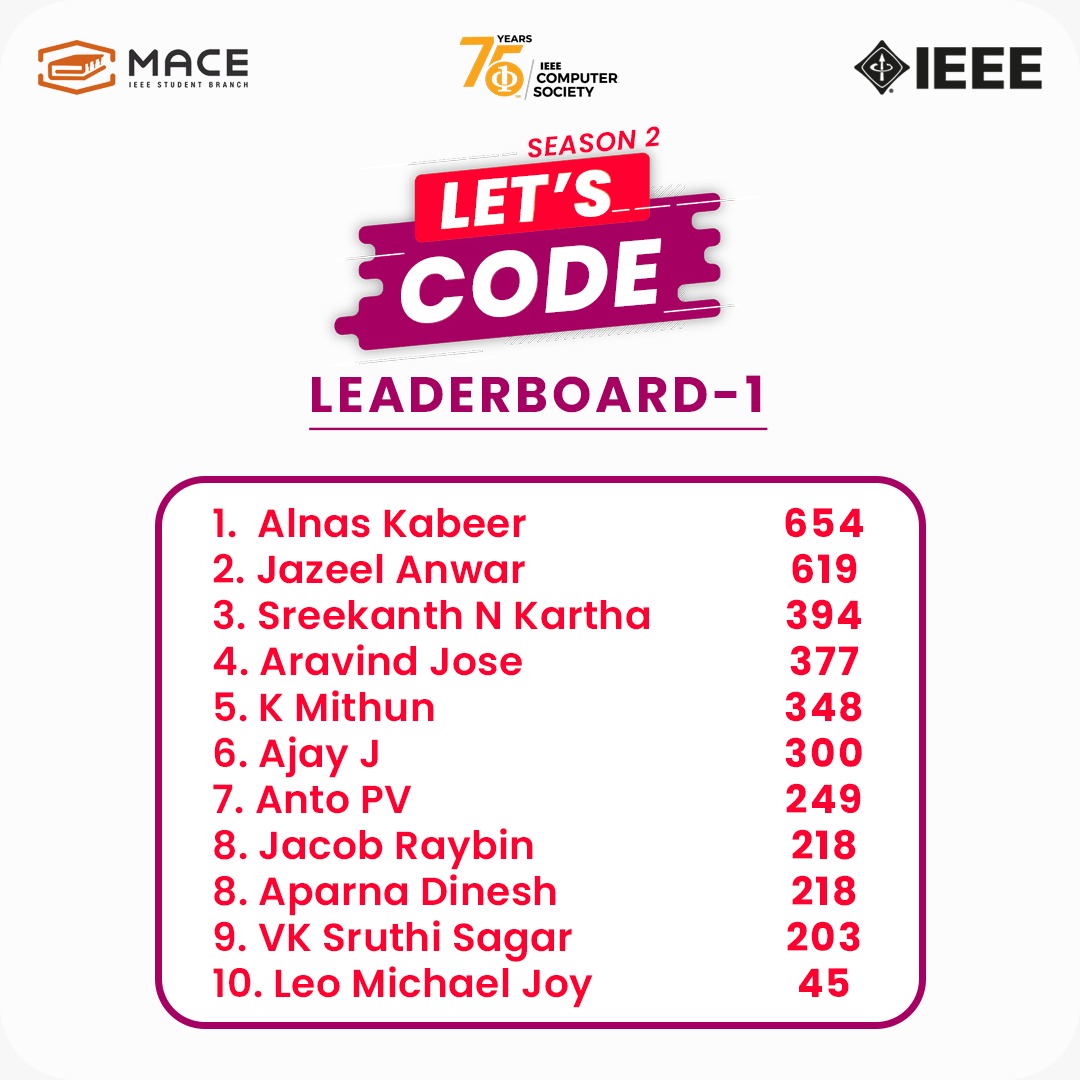 MACE
IEEE STUDENT BRANCH
75 YEARS
IEEE
COMPUTER
SOCIETY
IEEE
SEASON 2
LET'S
CODE
LEADERBOARD-1
1. Alnas Kabeer 654
2. Jazeel Anwar 619
3. Sreekanth N Kartha 394
4. Aravind Jose 377
5. K Mithun 348
6. Ajay J 300
7. Anto PV 249
8. Jacob Raybin 218
8. Aparna Dinesh 218
9. VK Sruthi Sagar 203
10. Leo Michael Joy 45